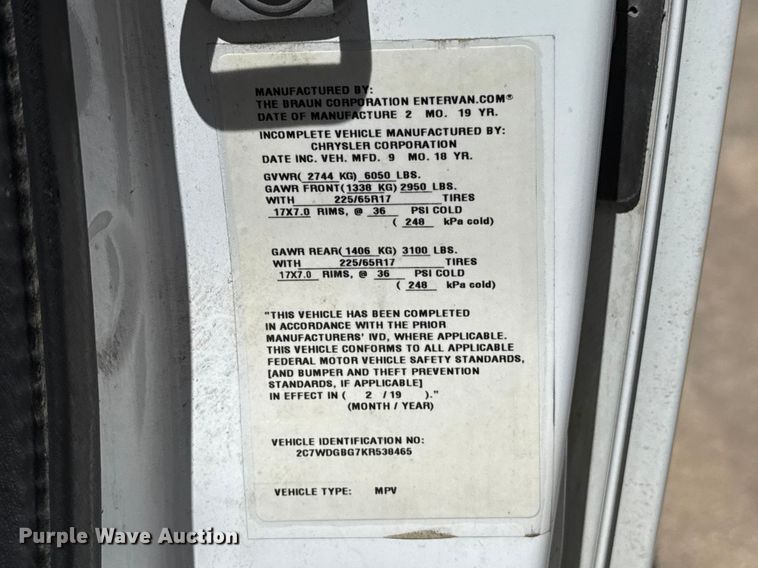 MANUFACTURED BY:
THE BRAUN CORPORATION ENTERVAN.COM®
DATE OF MANUFACTURE 2 MO. 19 YR.
INCOMPLETE VEHICLE MANUFACTURED BY:
CHRYSLER CORPORATION
DATE INC. VEH. MFD. 9 MO. 18 YR.
GVWR( 2744 KG) 6050 LBS.
GAWR FRONT(1338 KG) 2950 LBS.
WITH 225/65R17 TIRES
17X7.0 RIMS, @ 36 PSI COLD
( 248 kPa cold)
GAWR REAR(1406 KG) 3100 LBS.
WITH 225/65R17 TIRES
17X7.0 RIMS, @ 36 PSI COLD
( 248 kPa cold)
"THIS VEHICLE HAS BEEN COMPLETED
IN ACCORDANCE WITH THE PRIOR
MANUFACTURERS' IVD, WHERE APPLICABLE.
THIS VEHICLE CONFORMS TO ALL APPLICABLE
FEDERAL MOTOR VEHICLE SAFETY STANDARDS,
[AND BUMPER AND THEFT PREVENTION
STANDARDS, IF APPLICABLE]
IN EFFECT IN ( 2 /19 )."
(MONTH / YEAR)
VEHICLE IDENTIFICATION NO:
2C7WDGBG7KR538465
VEHICLE TYPE: MPV
Purple Wave Auction